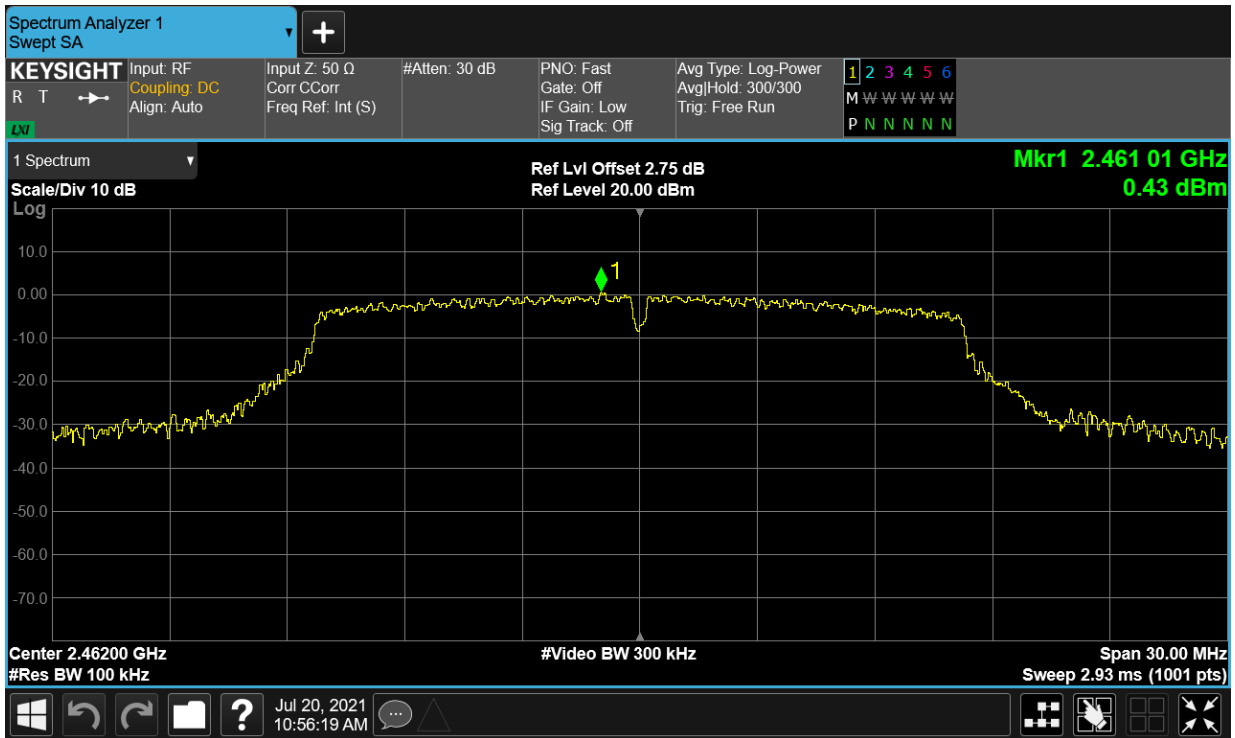 Spectrum Analyzer 1
Swept SA
KEYSIGHT
R T
LXI
Input: RF
Coupling: DC
Align: Auto
Input Z: 50 Ω
Corr CCorr
Freq Ref: Int (S)
#Atten: 30 dB
PNO: Fast
Gate: Off
IF Gain: Low
Sig Track: Off
Avg Type: Log-Power
Avg|Hold: 300/300
Trig: Free Run
1 2 3 4 5 6
M W W W W W
P N N N N N
1 Spectrum
Scale/Div 10 dB
Log
Ref Lvl Offset 2.75 dB
Ref Level 20.00 dBm
Mkr1 2.461 01 GHz
0.43 dBm
10.0
0.00
-10.0
-20.0
-30.0
-40.0
-50.0
-60.0
-70.0
1
Center 2.46200 GHz
#Res BW 100 kHz
#Video BW 300 kHz
Span 30.00 MHz
Sweep 2.93 ms (1001 pts)
?
Jul 20, 2021
10:56:19 AM